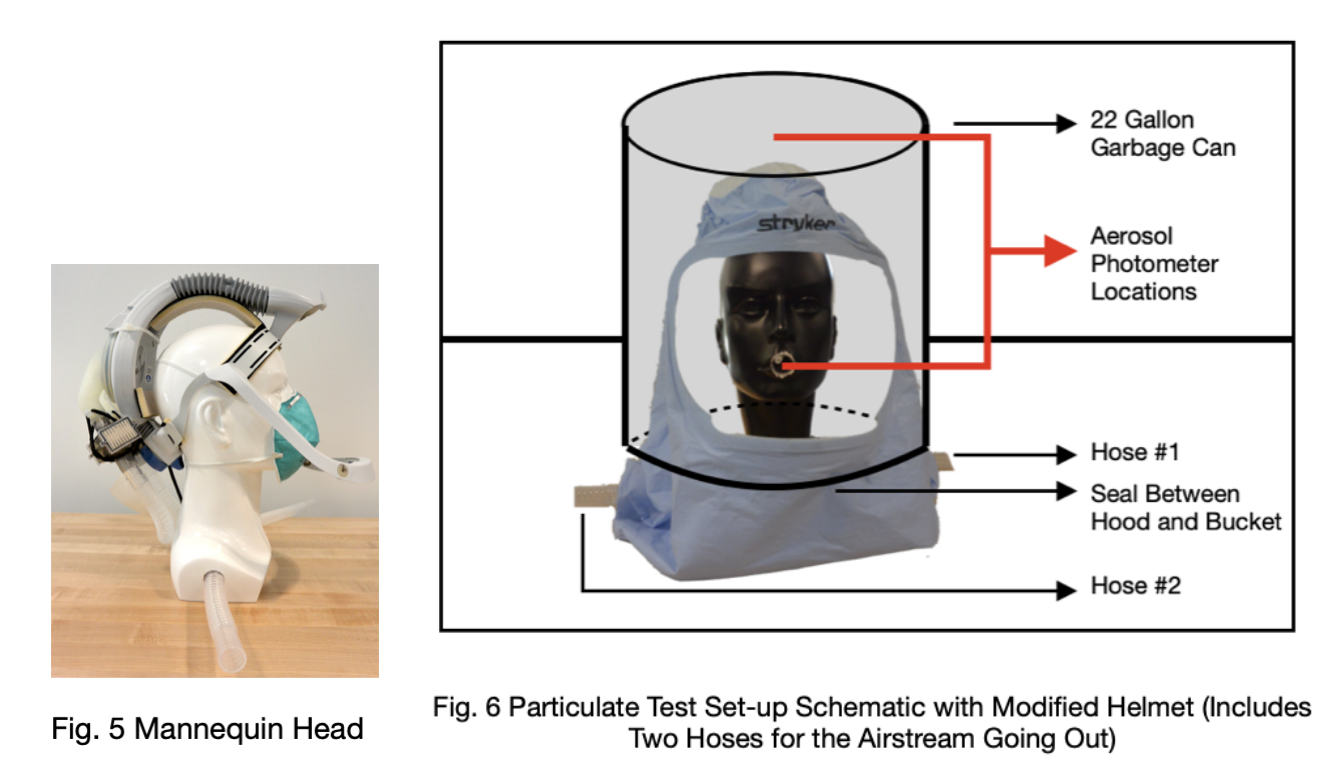 22 Gallon
Garbage Can
stryker
Aerosol
Photometer
Locations
Hose #1
Seal Between
Hood and Bucket
Hose #2
Fig. 5 Mannequin Head
Fig. 6 Particulate Test Set-up Schematic with Modified Helmet (Includes
Two Hoses for the Airstream Going Out)